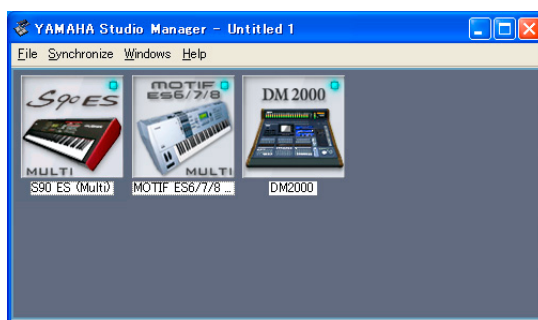 YAMAHA Studio Manager - Untitled 1
File Synchronize Windows Help
S90 ES
MULTI
S90 ES (Multi)
MOTIF
ES6/7/8
MULTI
MOTIF ES6/7/8 ...
DM 2000
DM2000